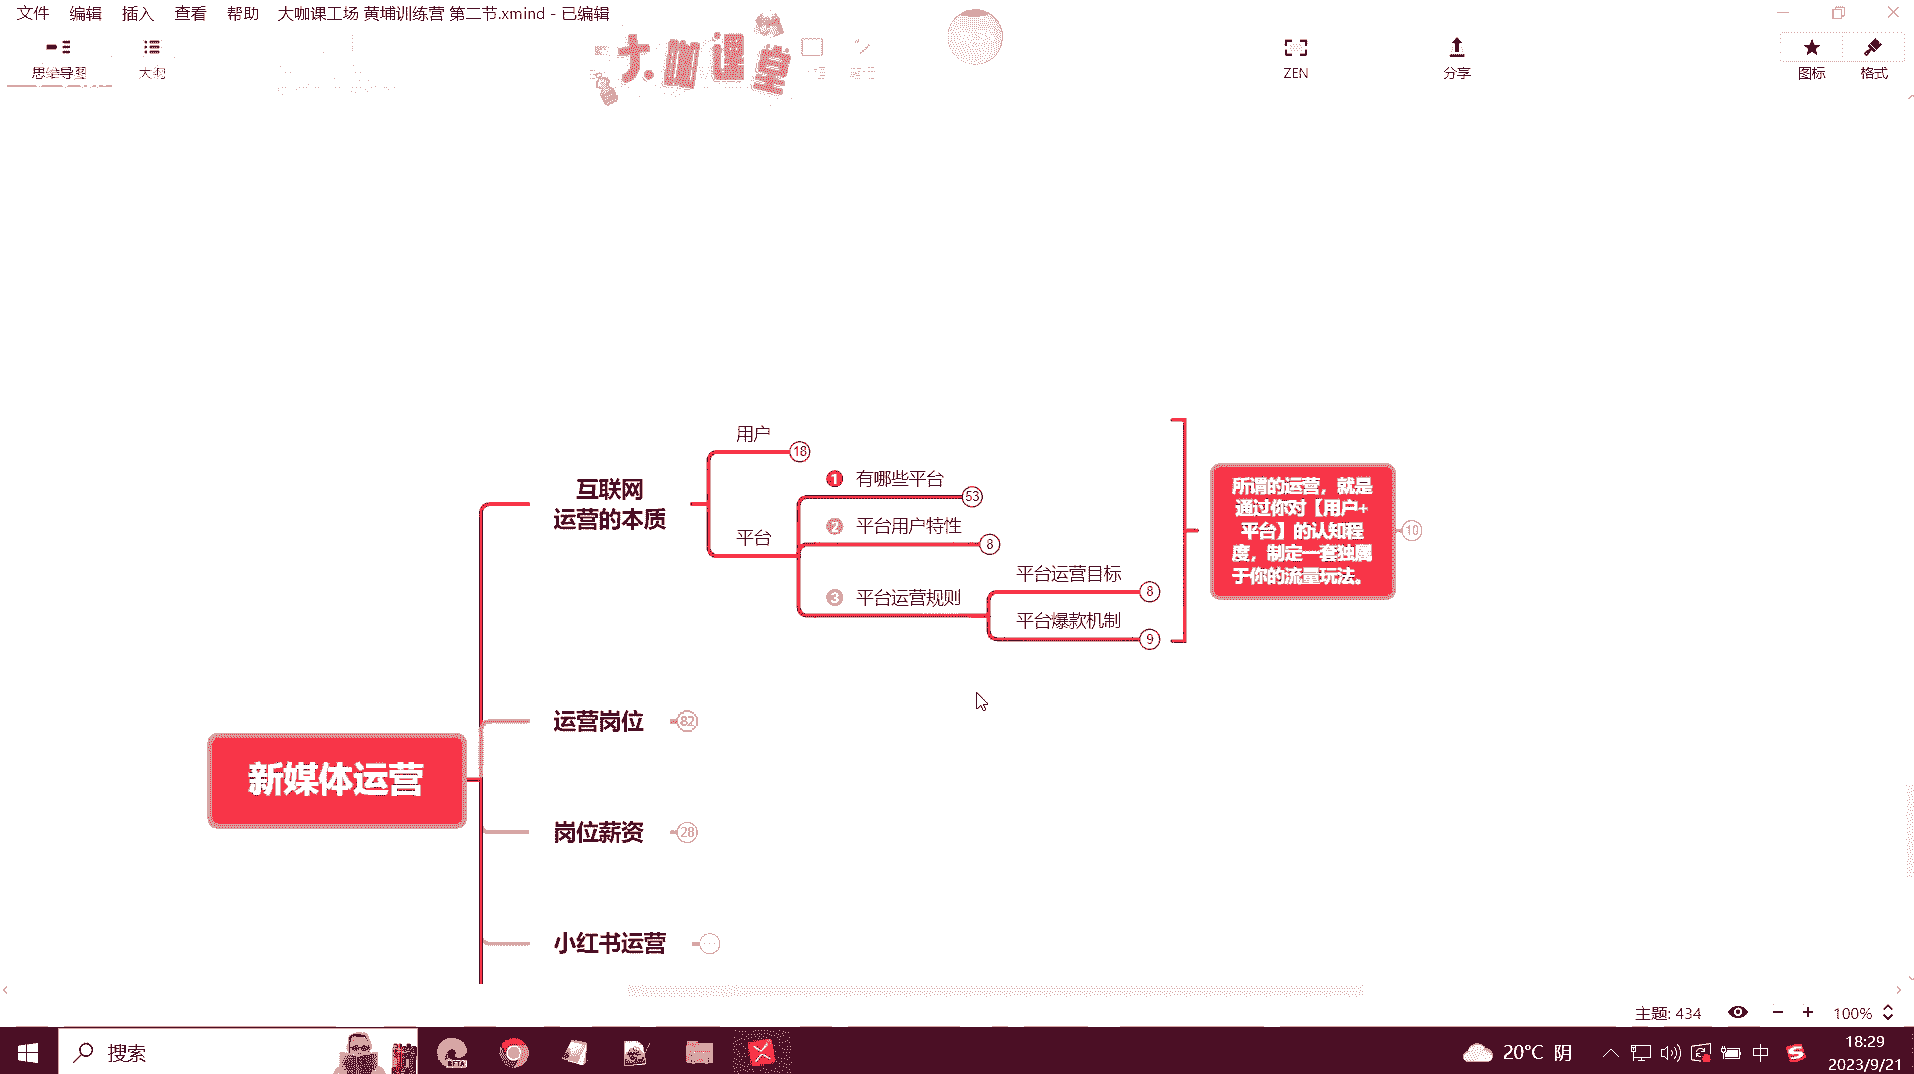 文件 编辑 插入 查看 帮助 大咖课工场 黄埔训练营 第二节.xmind - 已编辑
思维导图 大纲 大咖课堂 ZEN 分享 图标 格式
用户 18
1 有哪些平台 53
互联网
运营的本质
平台
2 平台用户特性 8
3 平台运营规则
平台运营目标 8
平台爆款机制 9
所谓的运营，就是
通过你对【用户+
平台】的认知程
度，制定一套独属
于你的流量玩法。
10
运营岗位 82
新媒体运营
岗位薪资 28
小红书运营 ...
主题: 434 100%
搜索 BETA 20°C 阴 中 18:29
2023/9/21